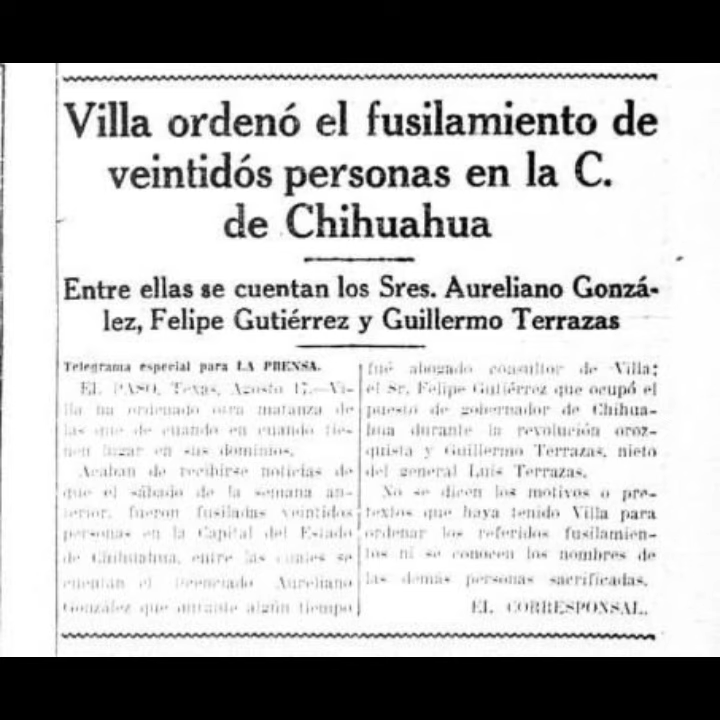 Villa ordenó el fusilamiento de
veintidós personas en la C.
de Chihuahua
Entre ellas se cuentan los Sres. Aureliano Gonzá-
lez, Felipe Gutiérrez y Guillermo Terrazas
Telegrama especial para LA PRENSA.
EL PASO, Texas, Agosto 17.—Vi-
lla ha ordenado otra matanza de
las que de cuando en cuando tie-
nen lugar en sus dominios.
Acaban de recibirse noticias de
que el sábado de la semana an-
terior, fueron fusiladas veintidos
personas en la Capital del Estado
de Chihuahua, entre las cuales se
cuentan el licenciado Aureliano
González que durante algún tiempo
fué abogado consultor de Villa;
el Sr. Felipe Gutiérrez que ocupó el
puesto de gobernador de Chihua-
hua durante la revolución oroz-
quista y Guillermo Terrazas, nieto
del general Luis Terrazas.
No se dicen los motivos o pre-
textos que haya tenido Villa para
ordenar los referidos fusilamien-
tos ni se conocen los nombres de
las demás personas sacrificadas.
EL CORRESPONSAL.